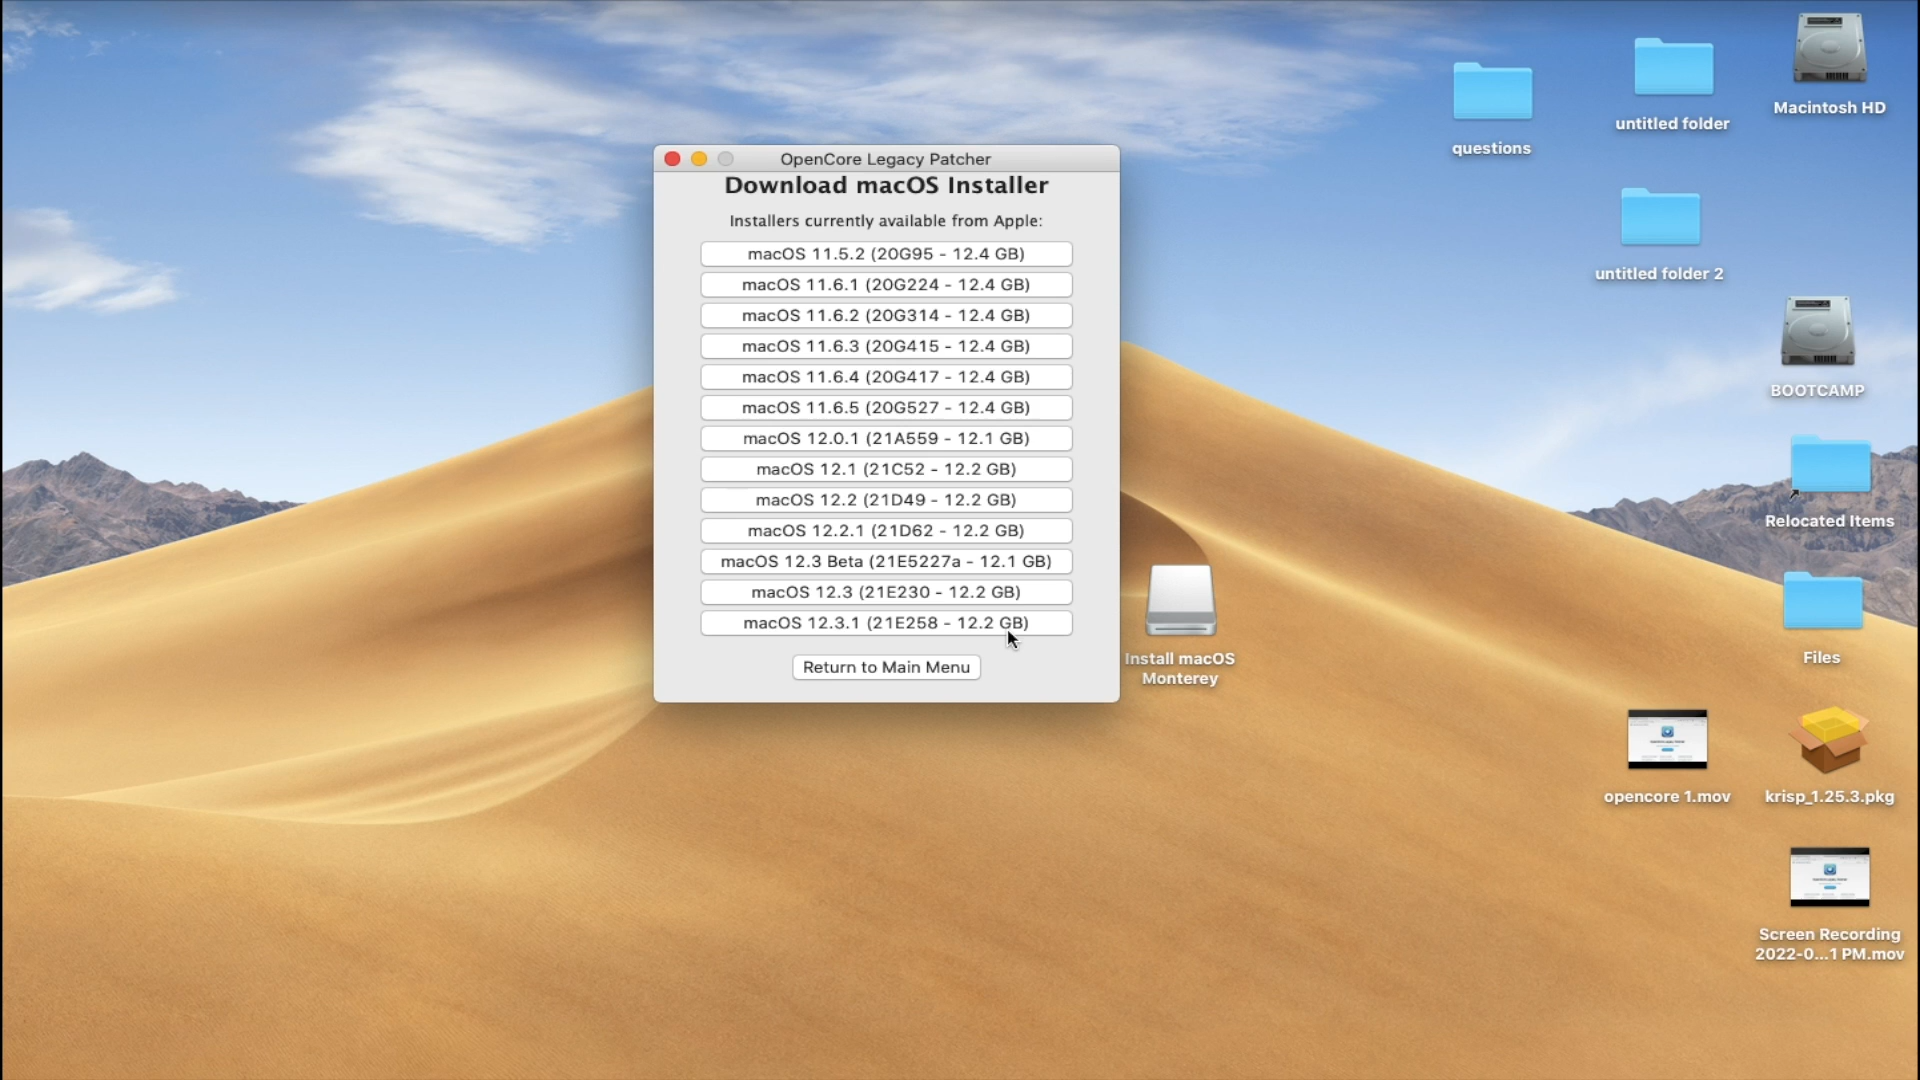 OpenCore Legacy Patcher
Download macOS Installer
Installers currently available from Apple:
macOS 11.5.2 (20G95 - 12.4 GB)
macOS 11.6.1 (20G224 - 12.4 GB)
macOS 11.6.2 (20G314 - 12.4 GB)
macOS 11.6.3 (20G415 - 12.4 GB)
macOS 11.6.4 (20G417 - 12.4 GB)
macOS 11.6.5 (20G527 - 12.4 GB)
macOS 12.0.1 (21A559 - 12.1 GB)
macOS 12.1 (21C52 - 12.2 GB)
macOS 12.2 (21D49 - 12.2 GB)
macOS 12.2.1 (21D62 - 12.2 GB)
macOS 12.3 Beta (21E5227a - 12.1 GB)
macOS 12.3 (21E230 - 12.2 GB)
macOS 12.3.1 (21E258 - 12.2 GB)
Return to Main Menu
Install macOS
Monterey
questions
untitled folder
Macintosh HD
untitled folder 2
BOOTCAMP
Relocated Items
Files
opencore 1.mov
krisp_1.25.3.pkg
Screen Recording
2022-0...1 PM.mov